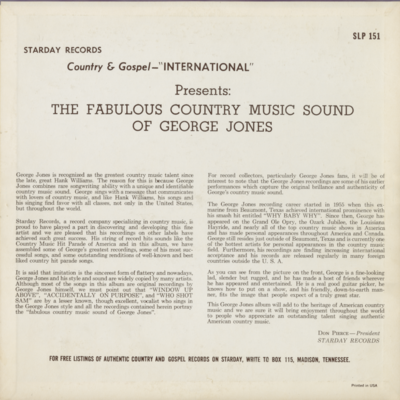 SLP 151
STARDAY RECORDS
Country & Gospel—"INTERNATIONAL"
Presents:
THE FABULOUS COUNTRY MUSIC SOUND
OF GEORGE JONES
George Jones is recognized as the greatest country music talent since
the late, great Hank Williams. The reason for this is because George
Jones combines rare songwriting ability with a unique and identifiable
country music sound. George sings with a message that communicates
with lovers of country music, and like Hank Williams, his songs and
his singing find favor with all classes, not alone in the United States,
but throughout the world.
Starday Records, a record company specializing in country music, is
proud to have played a part in discovering and developing this fine
artist and we are pleased that his recordings on other labels have
achieved such great success. His string of record hits sounds like the
Country Music Hit Parade of America and in this album, we have
assembled some of George's greatest recordings, some of his most suc-
cessful songs, and some outstanding renditions of well-known and best
liked country hit parade songs.
It is said that imitation is the sincerest form of flattery and nowadays,
George Jones and his style and sound are widely copied by many artists.
Although most of the songs in this album are original recordings by
George Jones himself, we must point out that "WINDOW UP
ABOVE", "ACCIDENTALLY ON PURPOSE", and "WHO SHOT
SAM" are by a lesser known, though excellent, vocalist who sings in
the George Jones style and all the recordings contained herein portray
the "fabulous country music sound of George Jones".
For record collectors, particularly George Jones fans, it will be of
interest to note that the George Jones recordings are some of his earlier
performances which capture the original brilliance and authenticity of
George's country music sound.
The George Jones recording career started in 1955 when this ex-
marine from Beaumont, Texas achieved international prominence with
his smash hit entitled "WHY BABY WHY". Since then, George has
appeared on the Grand Ole Opry, the Ozark Jubilee, the Louisiana
Hayride, and nearly all of the top country music shows in America
and has made personal appearances throughout America and Canada.
George still resides just outside of Beaumont, Texas and is currently one
of the hottest artists for personal appearances in the country music
field. Furthermore, his recordings are finding increasing international
acceptance and his records are released regularly in many foreign
countries outside the U. S. A.
As you can see from the picture on the front, George is a fine-looking
lad, slender but rugged, and he has made a host of friends wherever
he has appeared and entertained. He is a real good guitar picker, he
knows how to put on a show, and his friendly, down-to-earth man-
ner, fits the image that people expect of a truly great star.
This George Jones album will add to the heritage of American country
music and we are sure it will bring enjoyment throughout the world
to people who appreciate an outstanding talent singing authentic
American country music.
DON PIERCE—President
STARDAY RECORDS
FOR FREE LISTINGS OF AUTHENTIC COUNTRY AND GOSPEL RECORDS ON STARDAY, WRITE TO BOX 115, MADISON, TENNESSEE.
Printed in USA